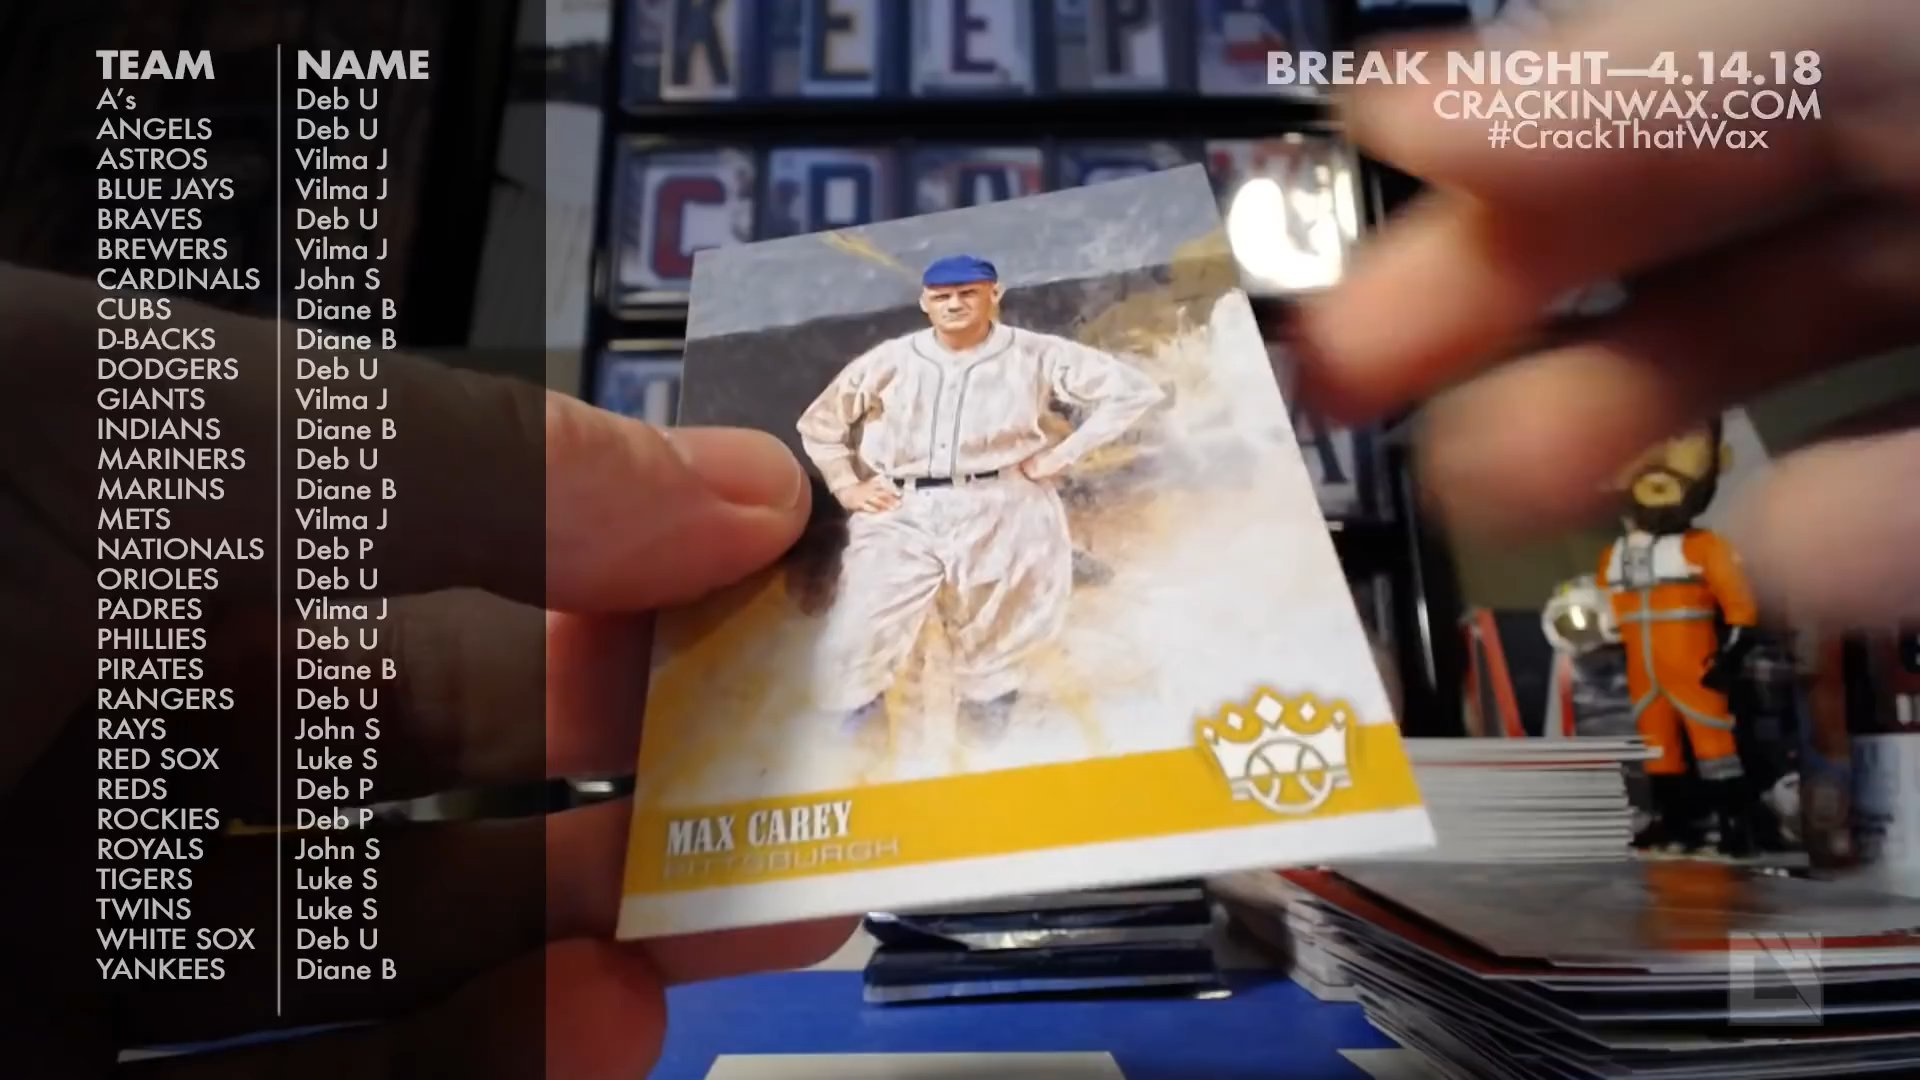 TEAM NAME
A's Deb U
ANGELS Deb U
ASTROS Vilma J
BLUE JAYS Vilma J
BRAVES Deb U
BREWERS Vilma J
CARDINALS John S
CUBS Diane B
D-BACKS Diane B
DODGERS Deb U
GIANTS Vilma J
INDIANS Diane B
MARINERS Deb U
MARLINS Diane B
METS Vilma J
NATIONALS Deb P
ORIOLES Deb U
PADRES Vilma J
PHILLIES Deb U
PIRATES Diane B
RANGERS Deb U
RAYS John S
RED SOX Luke S
REDS Deb P
ROCKIES Deb P
ROYALS John S
TIGERS Luke S
TWINS Luke S
WHITE SOX Deb U
YANKEES Diane B
BREAK NIGHT—4.14.18
CRACKINWAX.COM
#CrackThatWax
KEEP
MAX CAREY
PITTSBURGH